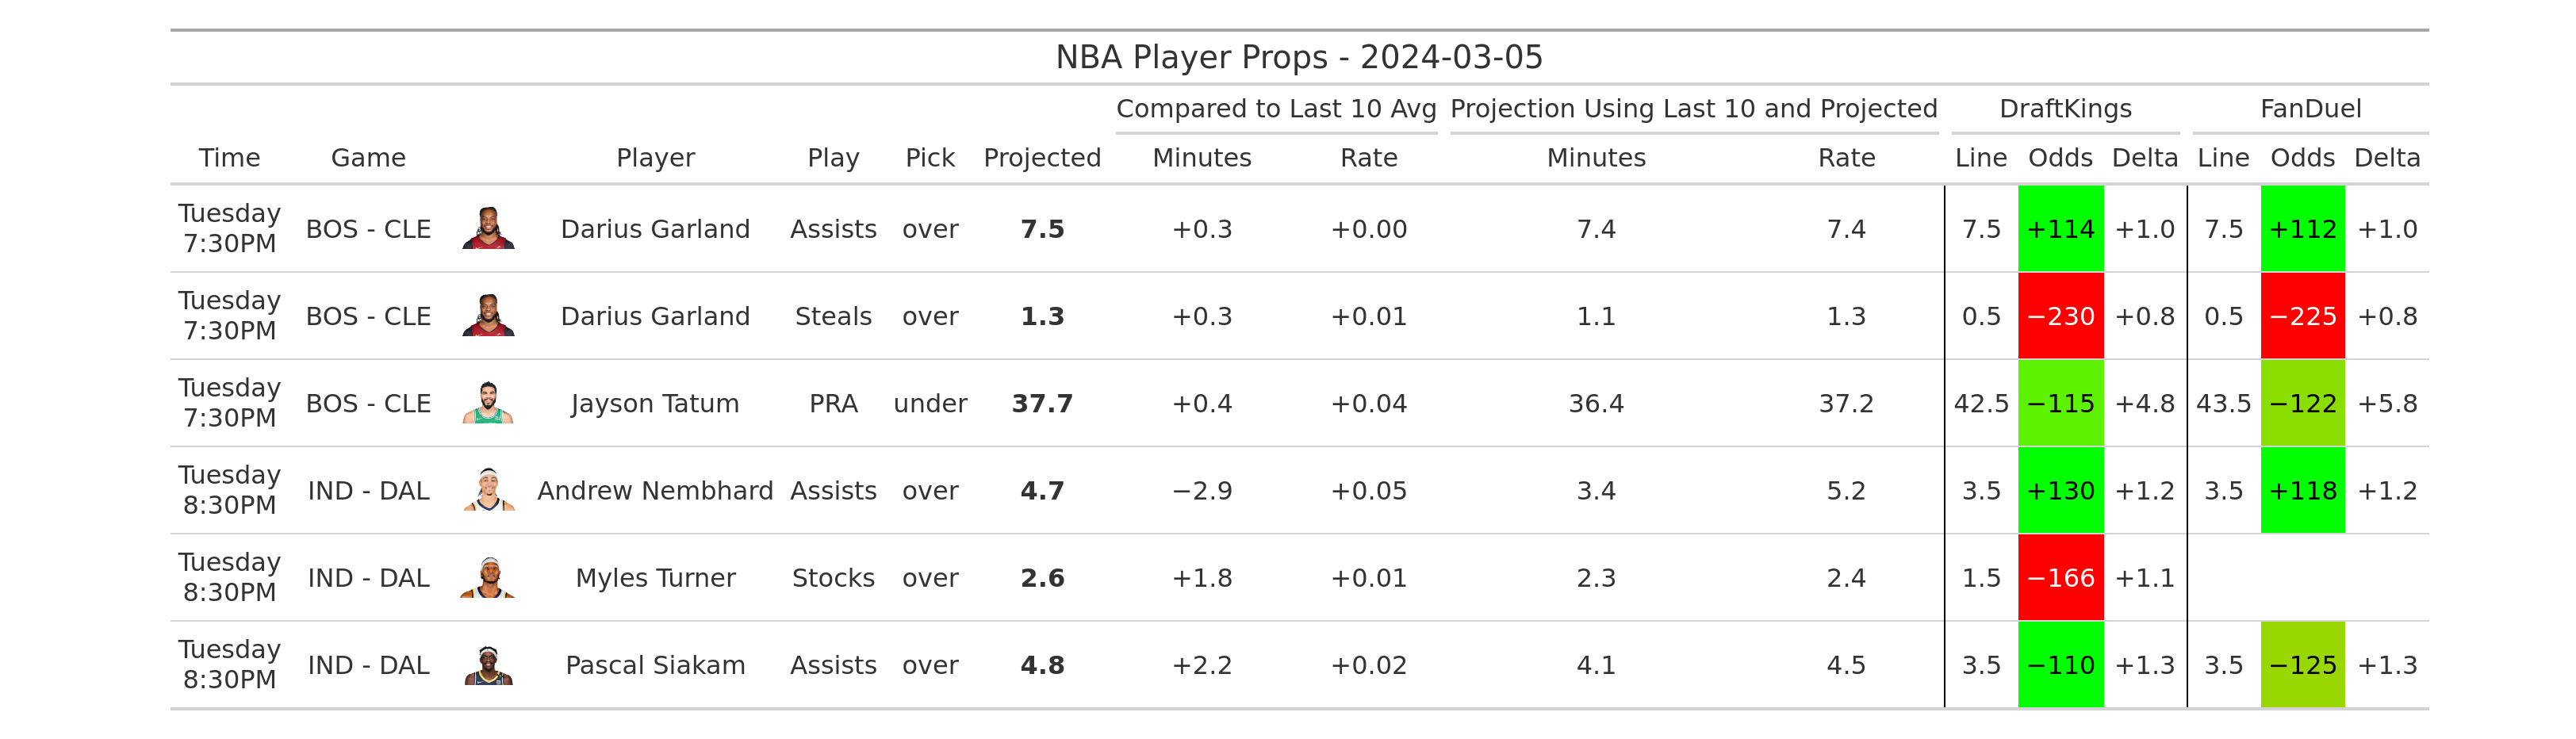 NBA Player Props - 2024-03-05
Compared to Last 10 Avg Projection Using Last 10 and Projected DraftKings FanDuel
Time Game Player Play Pick Projected Minutes Rate Minutes Rate Line Odds Delta Line Odds Delta
Tuesday
7:30PM BOS - CLE Darius Garland Assists over 7.5 +0.3 +0.00 7.4 7.4 7.5 +114 +1.0 7.5 +112 +1.0
Tuesday
7:30PM BOS - CLE Darius Garland Steals over 1.3 +0.3 +0.01 1.1 1.3 0.5 −230 +0.8 0.5 −225 +0.8
Tuesday
7:30PM BOS - CLE Jayson Tatum PRA under 37.7 +0.4 +0.04 36.4 37.2 42.5 −115 +4.8 43.5 −122 +5.8
Tuesday
8:30PM IND - DAL Andrew Nembhard Assists over 4.7 −2.9 +0.05 3.4 5.2 3.5 +130 +1.2 3.5 +118 +1.2
Tuesday
8:30PM IND - DAL Myles Turner Stocks over 2.6 +1.8 +0.01 2.3 2.4 1.5 −166 +1.1
Tuesday
8:30PM IND - DAL Pascal Siakam Assists over 4.8 +2.2 +0.02 4.1 4.5 3.5 −110 +1.3 3.5 −125 +1.3